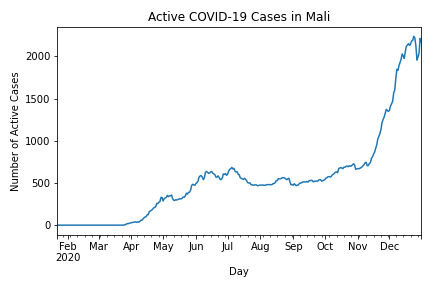 Active COVID-19 Cases in Mali
Number of Active Cases
2000
1500
1000
500
0
Feb Mar Apr May Jun Jul Aug Sep Oct Nov Dec
2020
Day